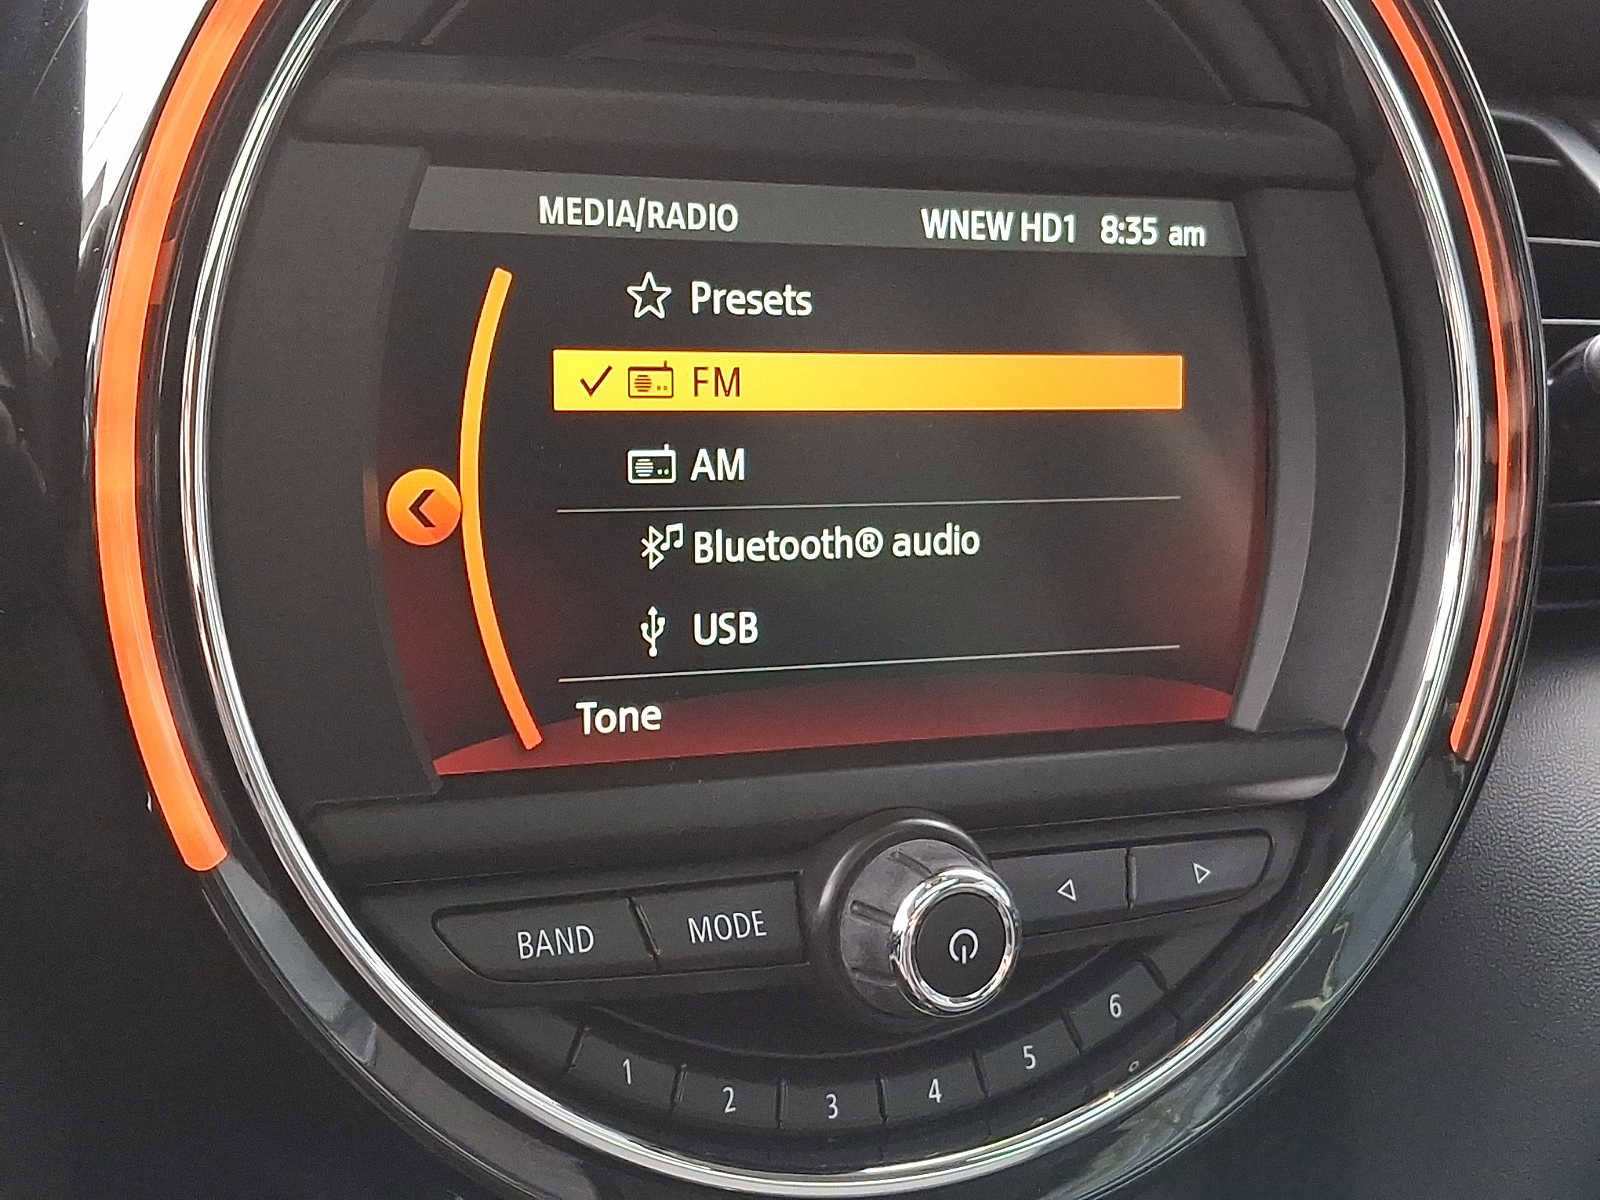 MEDIA/RADIO WNEW HD1 8:35 am
Presets
FM
AM
Bluetooth® audio
USB
Tone
BAND MODE
1 2 3 4 5 6